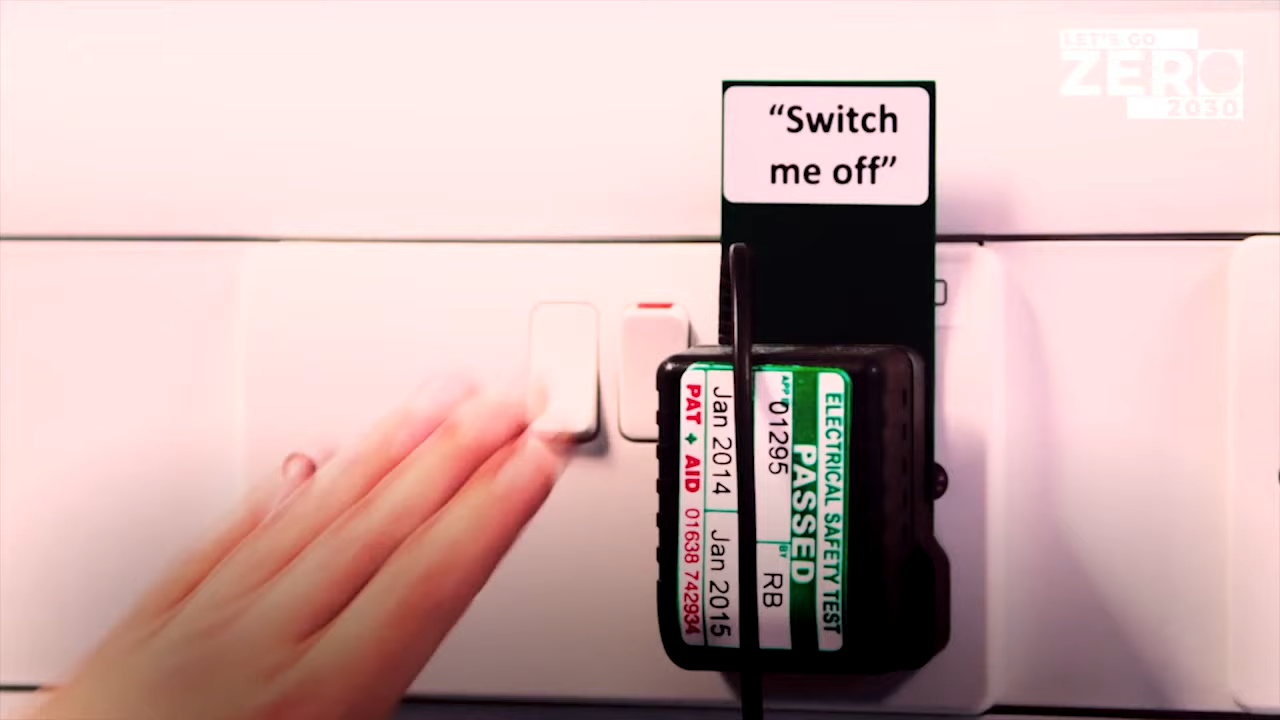 LET'S GO
ZERO
2030
“Switch
me off”
ELECTRICAL SAFETY TEST
PASSED
APP
01295
BY
RB
Jan 2014
Jan 2015
PAT + AID 01638 742934